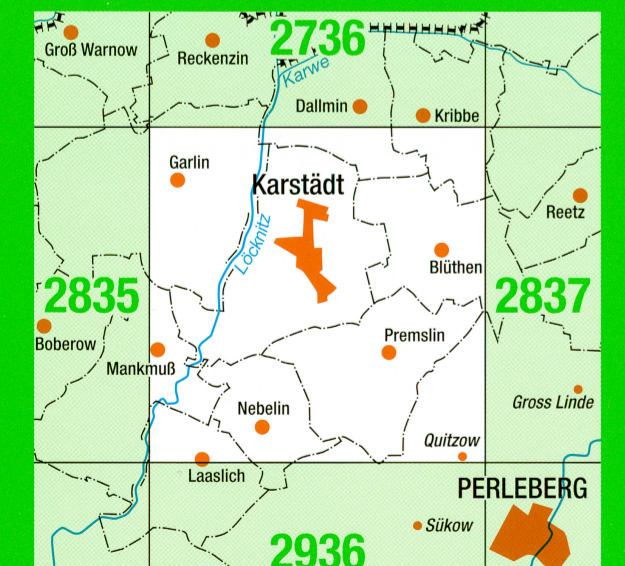 Groß Warnow
Reckenzin
2736
Karwe
Dallmin
Kribbe
Garlin
Karstädt
Reetz
Löcknitz
Blüthen
2835
2837
Boberow
Mankmuß
Premslin
Gross Linde
Nebelin
Quitzow
Laaslich
PERLEBERG
Sükow
2936